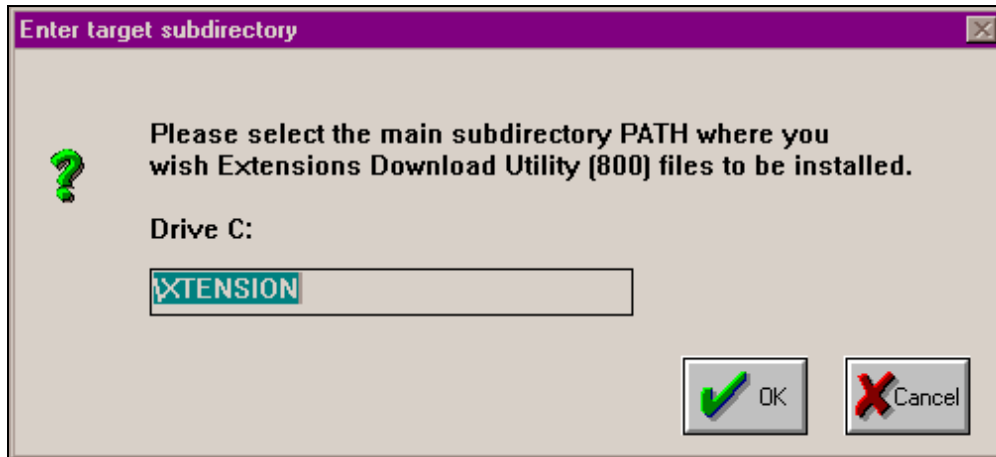 Enter target subdirectory
Please select the main subdirectory PATH where you
wish Extensions Download Utility (800) files to be installed.
Drive C:
\XTENSION
OK
Cancel